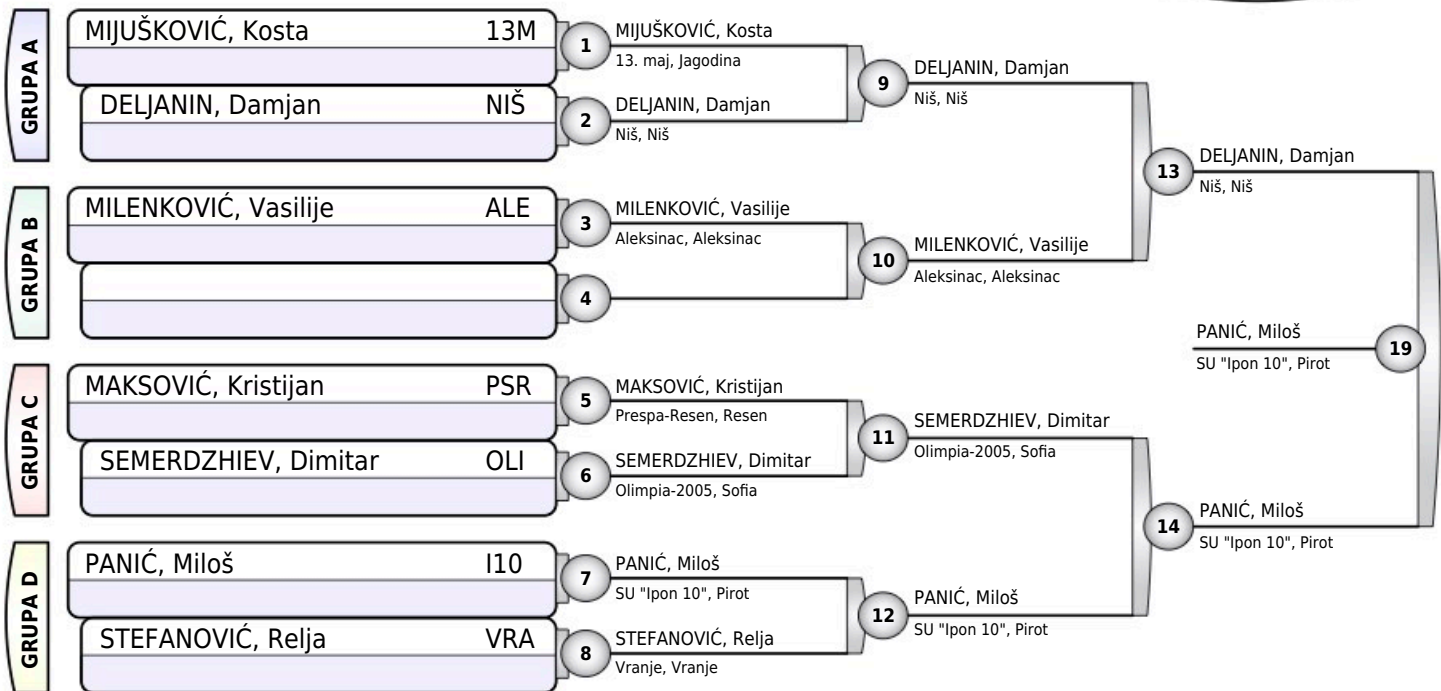 GRUPA A
MIJUŠKOVIĆ, Kosta 13M
DELJANIN, Damjan NIŠ
GRUPA B
MILENKOVIĆ, Vasilije ALE
GRUPA C
MAKSOVIĆ, Kristijan PSR
SEMERDZHIEV, Dimitar OLI
GRUPA D
PANIĆ, Miloš I10
STEFANOVIĆ, Relja VRA
1
MIJUŠKOVIĆ, Kosta
13. maj, Jagodina
2
DELJANIN, Damjan
Niš, Niš
3
MILENKOVIĆ, Vasilije
Aleksinac, Aleksinac
4
5
MAKSOVIĆ, Kristijan
Prespa-Resen, Resen
6
SEMERDZHIEV, Dimitar
Olimpia-2005, Sofia
7
PANIĆ, Miloš
SU "Ipon 10", Pirot
8
STEFANOVIĆ, Relja
Vranje, Vranje
9
DELJANIN, Damjan
Niš, Niš
10
MILENKOVIĆ, Vasilije
Aleksinac, Aleksinac
11
SEMERDZHIEV, Dimitar
Olimpia-2005, Sofia
12
PANIĆ, Miloš
SU "Ipon 10", Pirot
13
DELJANIN, Damjan
Niš, Niš
14
PANIĆ, Miloš
SU "Ipon 10", Pirot
PANIĆ, Miloš
SU "Ipon 10", Pirot
19